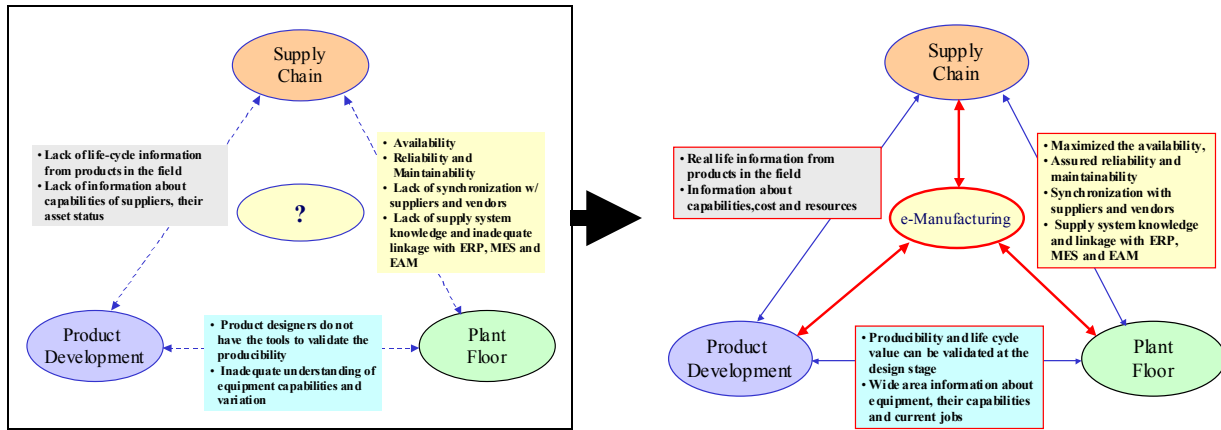 Supply
Chain
• Lack of life-cycle information
from products in the field
• Lack of information about
capabilities of suppliers, their
asset status
• Availability
• Reliability and
Maintainability
• Lack of synchronization w/
suppliers and vendors
• Lack of supply system
knowledge and inadequate
linkage with ERP, MES and
EAM
?
Product
Development
• Product designers do not
have the tools to validate the
producibility
• Inadequate understanding of
equipment capabilities and
variation
Plant
Floor
Supply
Chain
• Real life information from
products in the field
• Information about
capabilities,cost and resources
• Maximized the availability,
• Assured reliability and
maintainability
• Synchronization with
suppliers and vendors
• Supply system knowledge
and linkage with ERP,
MES and EAM
e-Manufacturing
Product
Development
• Producibility and life cycle
value can be validated at the
design stage
• Wide area information about
equipment, their capabilities
and current jobs
Plant
Floor